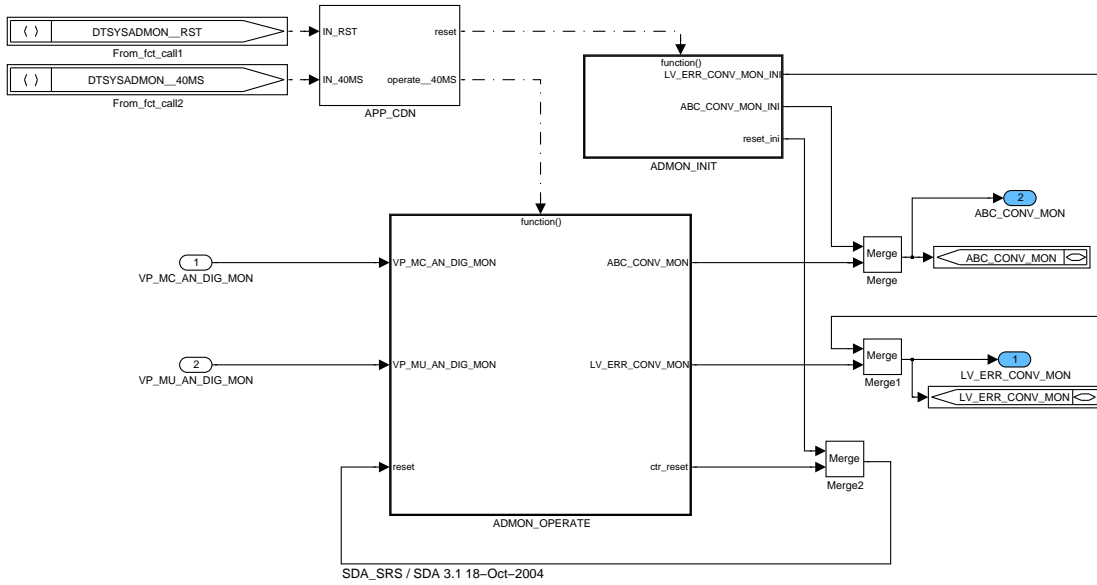 DTSYSADMON__RST
From_fct_call1
DTSYSADMON__40MS
From_fct_call2
IN_RST
reset
IN_40MS
operate__40MS
APP_CDN
function()
LV_ERR_CONV_MON_INI
ABC_CONV_MON_INI
reset_ini
ADMON_INIT
function()
1
VP_MC_AN_DIG_MON
VP_MC_AN_DIG_MON
ABC_CONV_MON
2
VP_MU_AN_DIG_MON
VP_MU_AN_DIG_MON
LV_ERR_CONV_MON
reset
ctr_reset
ADMON_OPERATE
Merge
Merge
2
ABC_CONV_MON
ABC_CONV_MON
Merge
Merge1
1
LV_ERR_CONV_MON
LV_ERR_CONV_MON
Merge
Merge2
SDA_SRS / SDA 3.1 18–Oct–2004